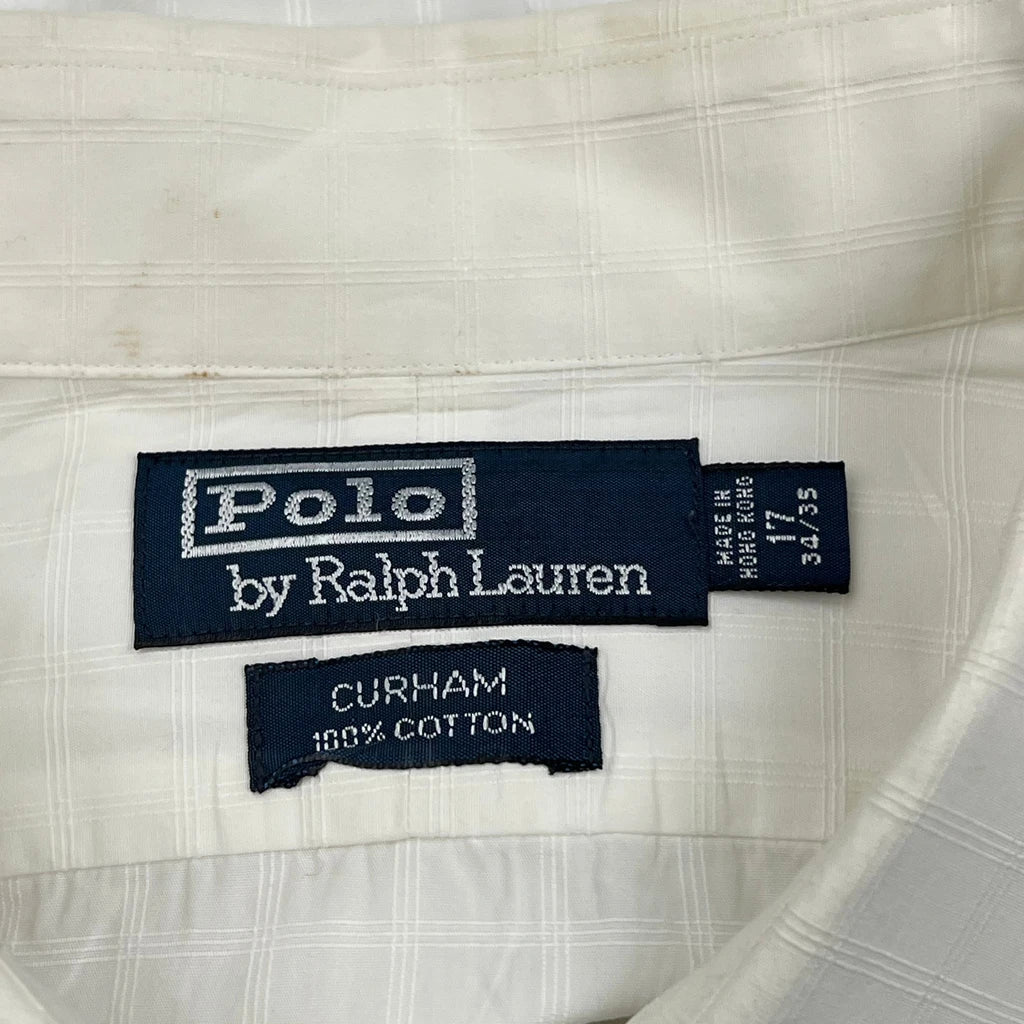 Polo
by Ralph Lauren
MADE IN
HONG KONG
17
34/35
CURHAM
100% COTTON